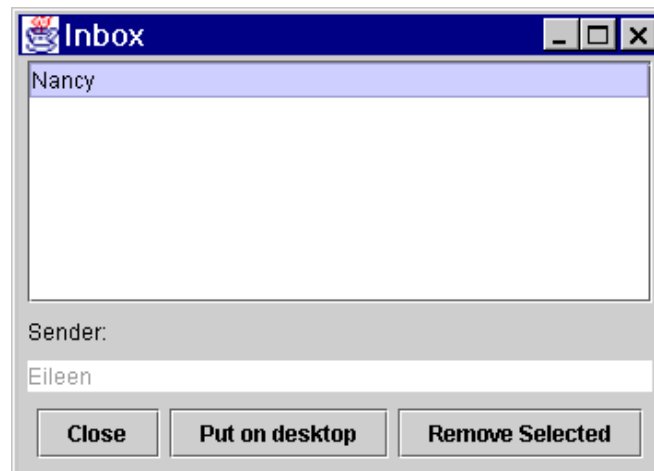 Inbox
Nancy
Sender:
Eileen
Close Put on desktop Remove Selected